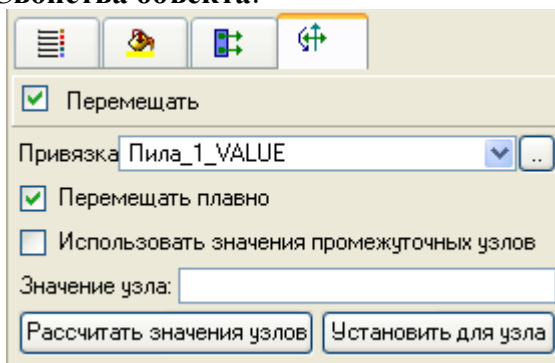 Свойства объекта:
Перемещать
Привязка Пила_1_VALUE ..
Перемещать плавно
Использовать значения промежуточных узлов
Значение узла:
Рассчитать значения узлов Установить для узла